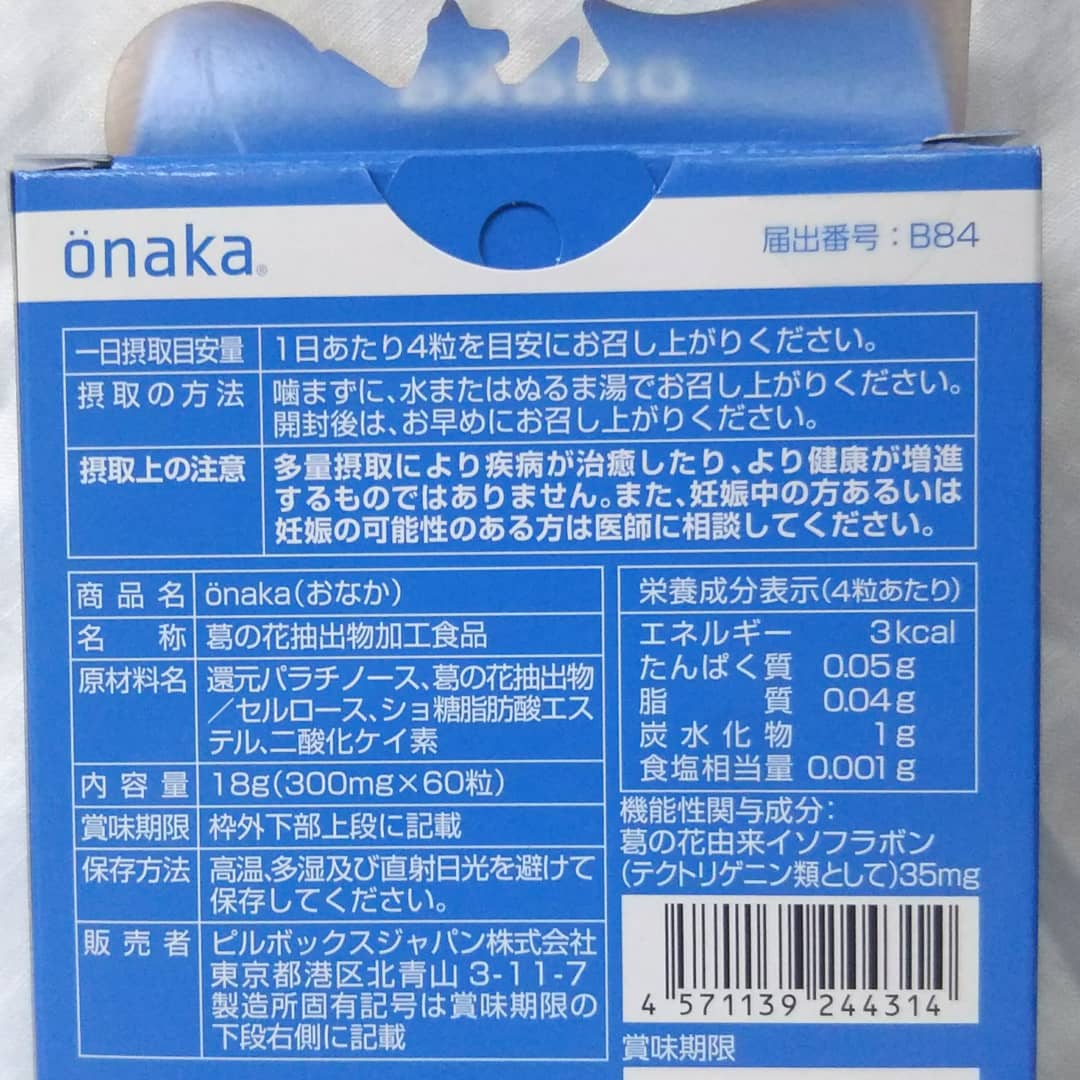 onaka
önaka®
届出番号：B84
一日摂取目安量 1日あたり4粒を目安にお召し上がりください。
摂取の方法 噛まずに、水またはぬるま湯でお召し上がりください。
開封後は、お早めにお召し上がりください。
摂取上の注意 多量摂取により疾病が治癒したり、より健康が増進
するものではありません。また、妊娠中の方あるいは
妊娠の可能性のある方は医師に相談してください。
商品名 önaka(おなか)
名称 葛の花抽出物加工食品
原材料名 還元パラチノース、葛の花抽出物
／セルロース、ショ糖脂肪酸エス
テル、二酸化ケイ素
内容量 18g(300mg×60粒)
賞味期限 枠外下部上段に記載
保存方法 高温、多湿及び直射日光を避けて
保存してください。
販売者 ピルボックスジャパン株式会社
東京都港区北青山 3-11-7
製造所固有記号は賞味期限の
下段右側に記載
栄養成分表示(4粒あたり)
エネルギー 3kcal
たんぱく質 0.05g
脂質 0.04g
炭水化物 1g
食塩相当量 0.001g
機能性関与成分:
葛の花由来イソフラボン
(テクトリゲニン類として)35mg
4 571139 244314
賞味期限